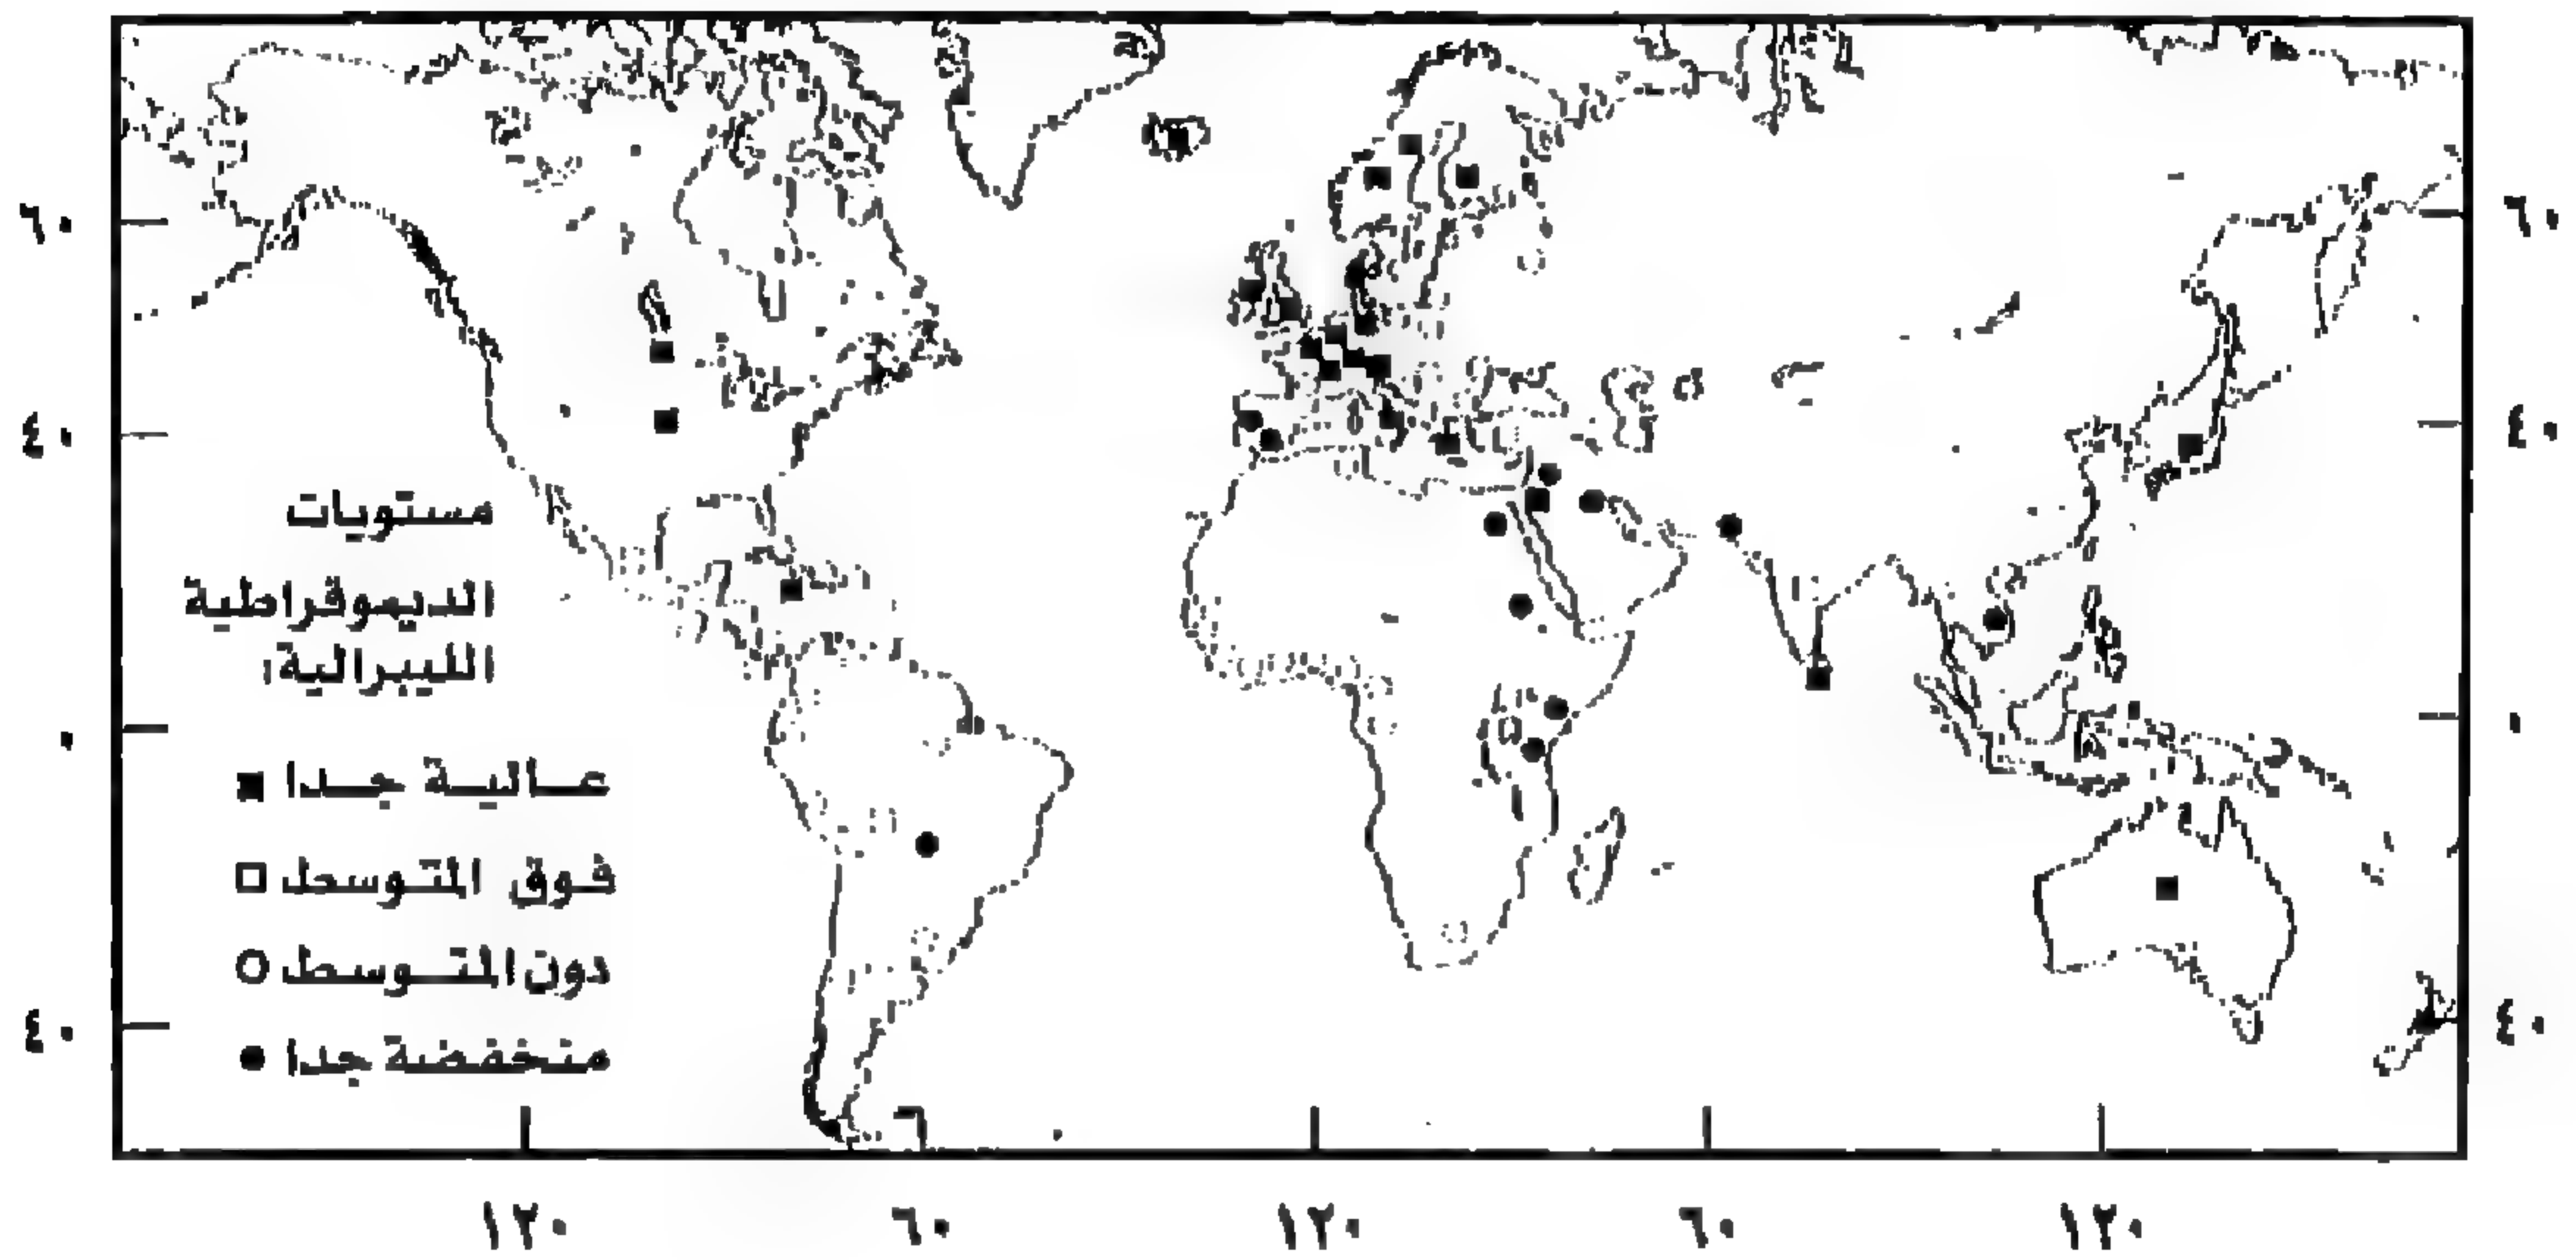 مستويات
الديموقراطية
الليبرالية:
عالية جدا
فوق المتوسط
دون المتوسط
منخفضة جدا
٦٠
٤٠
٠
٤٠
٦٠
٤٠
٠
٤٠
١٢٠
٦٠
١٢٠
٦٠
١٢٠